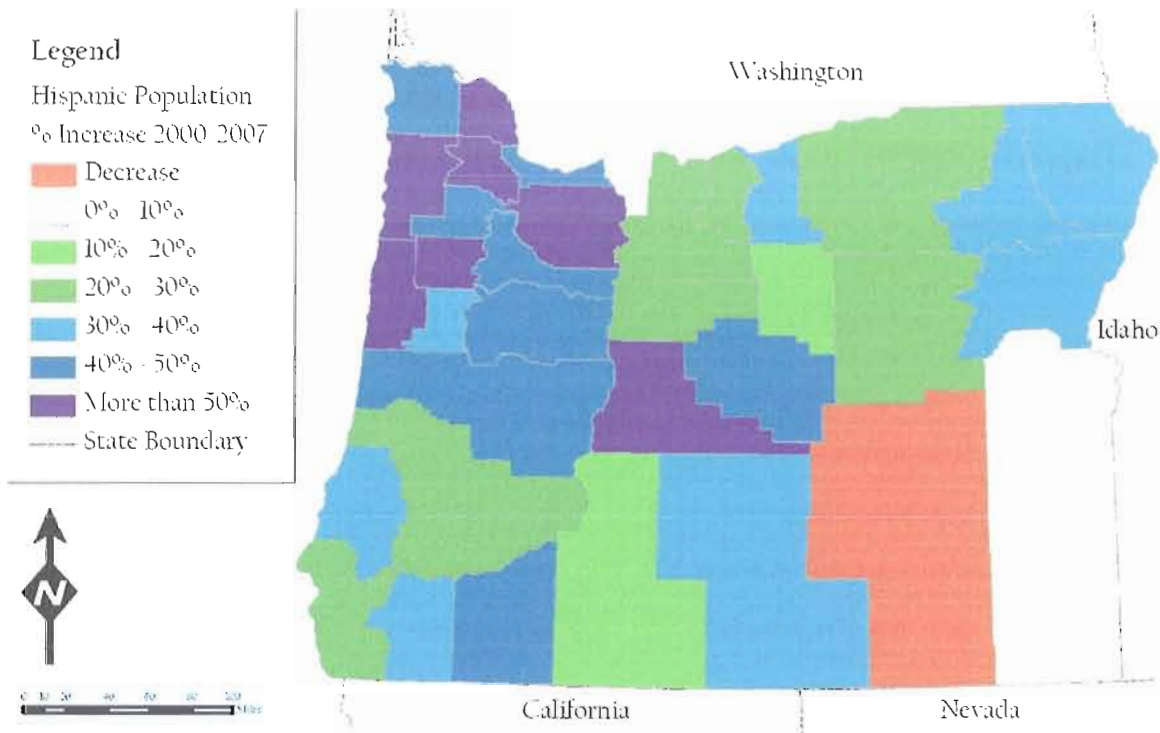 Legend
Hispanic Population
% Increase 2000-2007
Decrease
0% 10%
10% 20%
20% 30%
30% 40%
40% - 50%
More than 50%
State Boundary
Washington
Idaho
N
California
Nevada
Miles